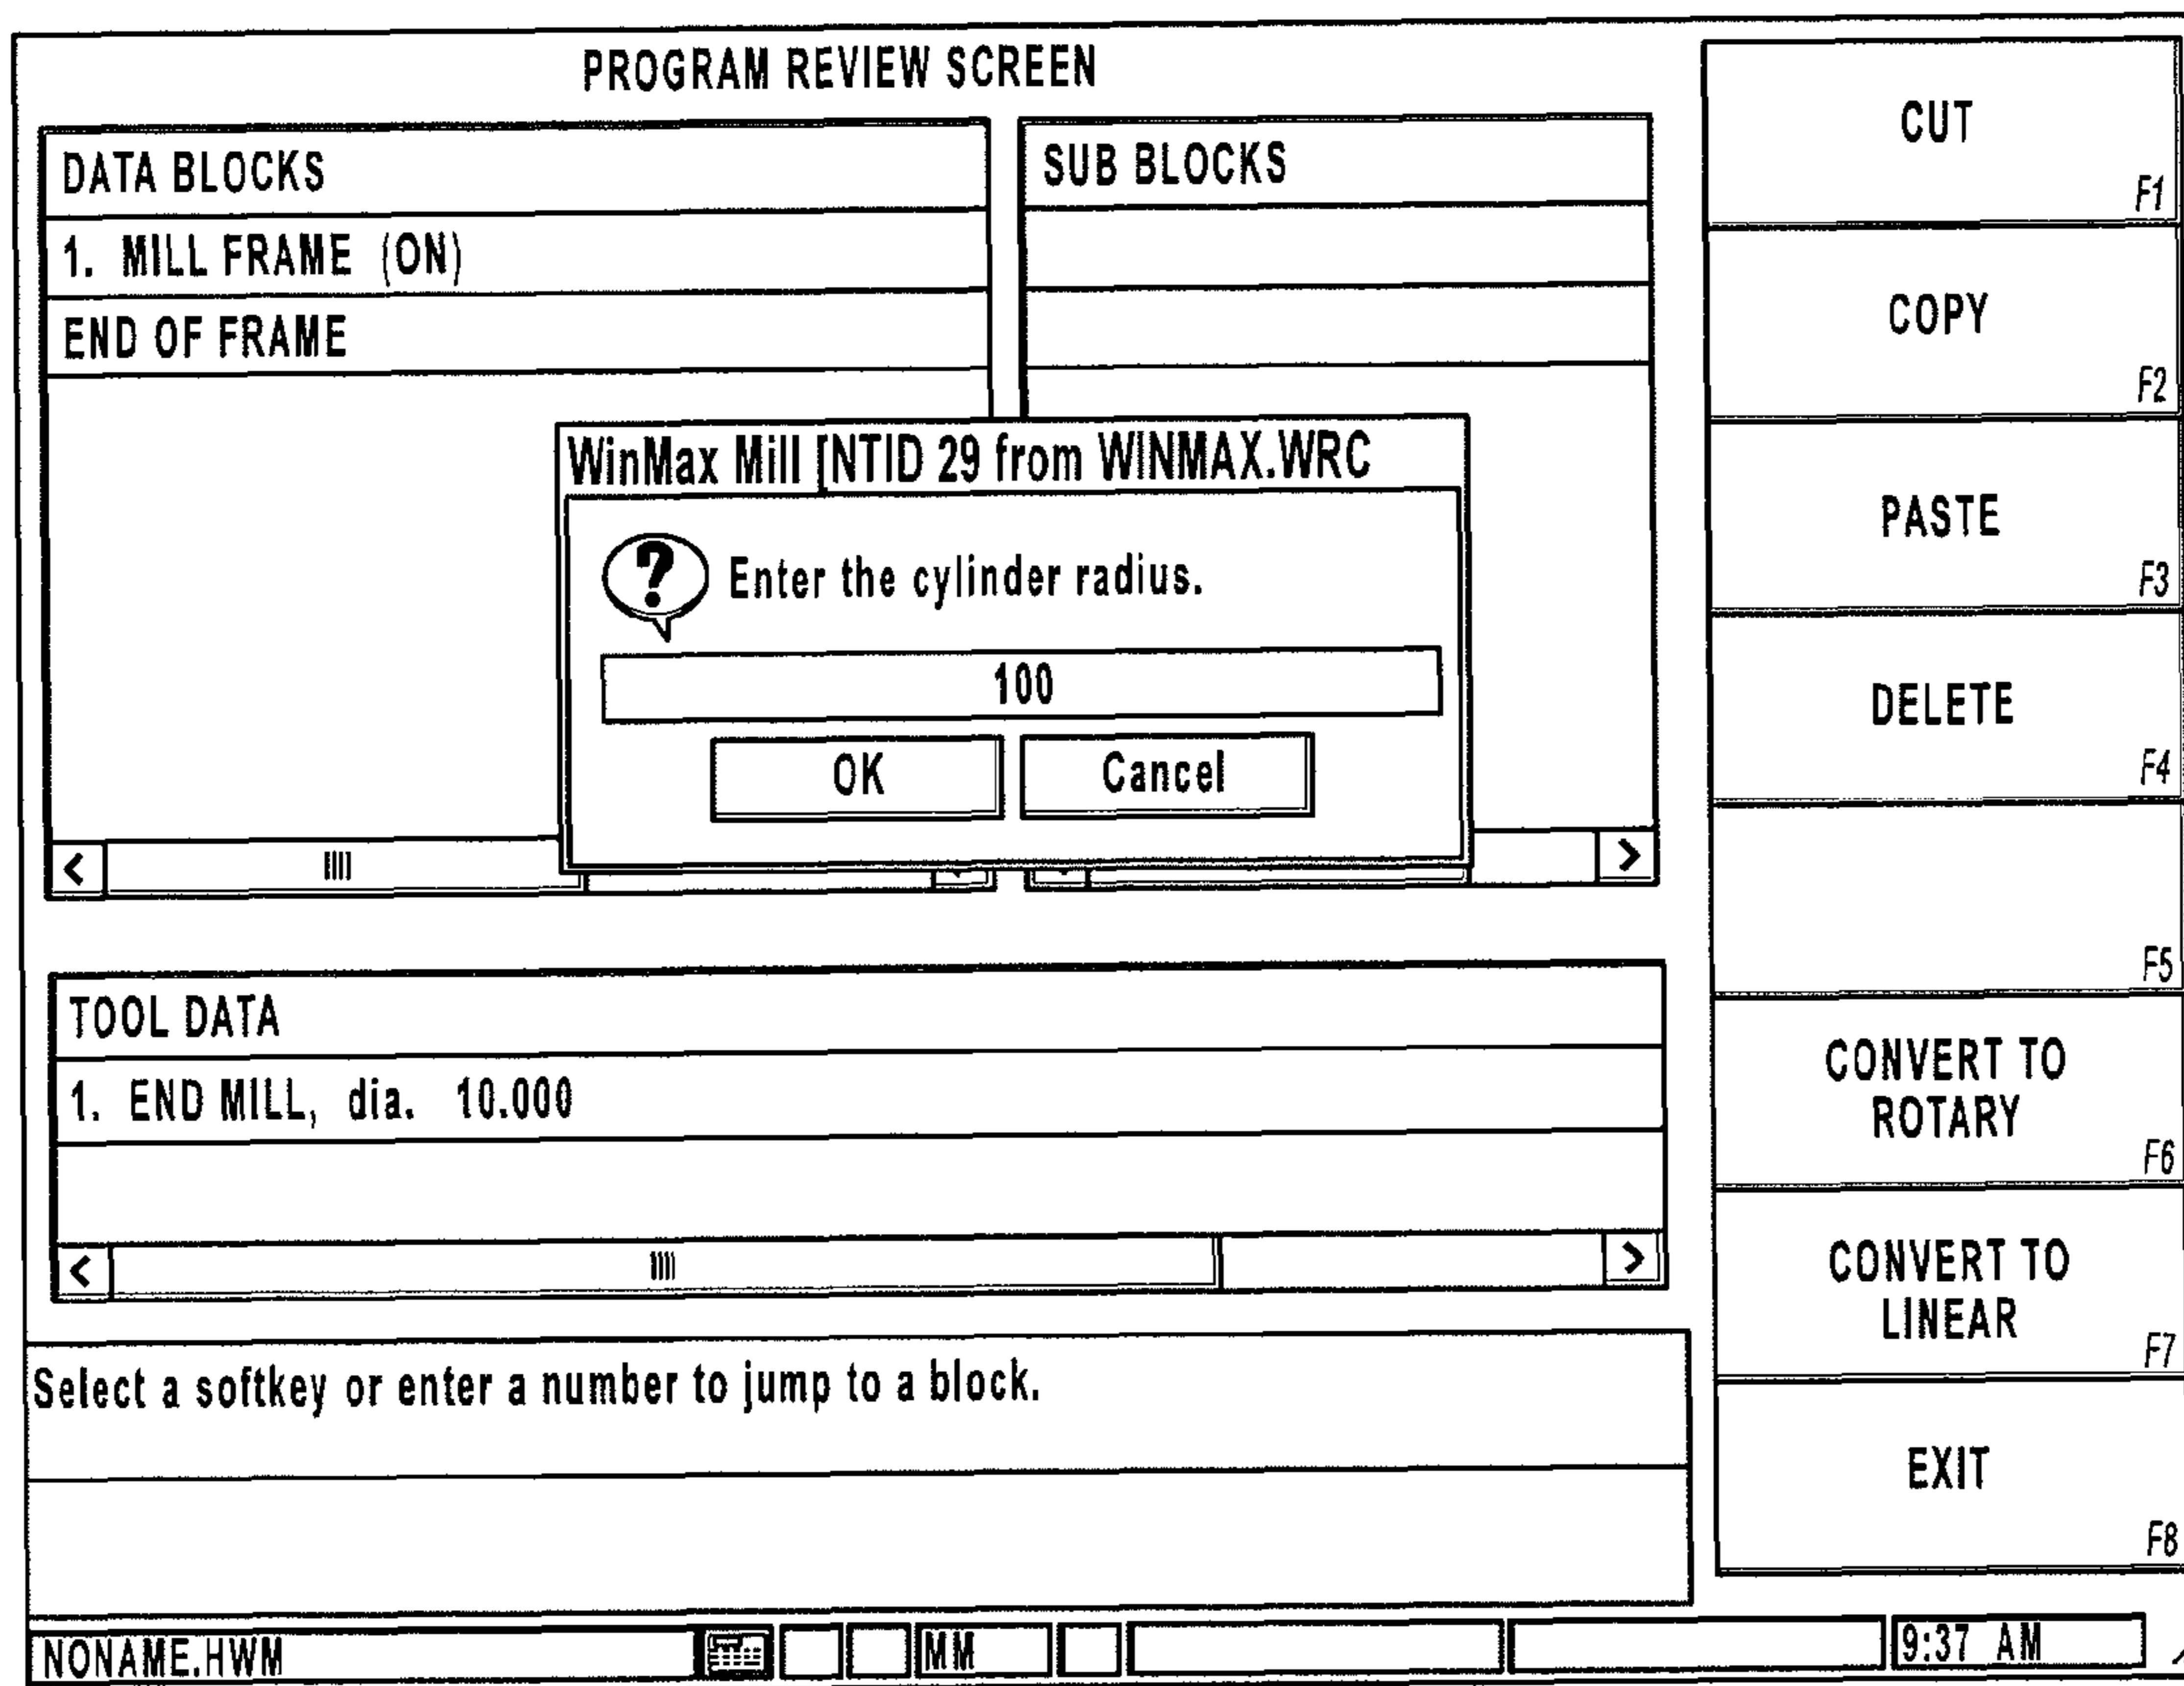 PROGRAM REVIEW SCREEN
DATA BLOCKS
1. MILL FRAME (ON)
END OF FRAME
SUB BLOCKS
WinMax Mill [NTID 29 from WINMAX.WRC
? Enter the cylinder radius.
100
OK
Cancel
TOOL DATA
1. END MILL, dia. 10.000
Select a softkey or enter a number to jump to a block.
NONAME.HWM
MM
9:37 AM
CUT
F1
COPY
F2
PASTE
F3
DELETE
F4
F5
CONVERT TO
ROTARY
F6
CONVERT TO
LINEAR
F7
EXIT
F8